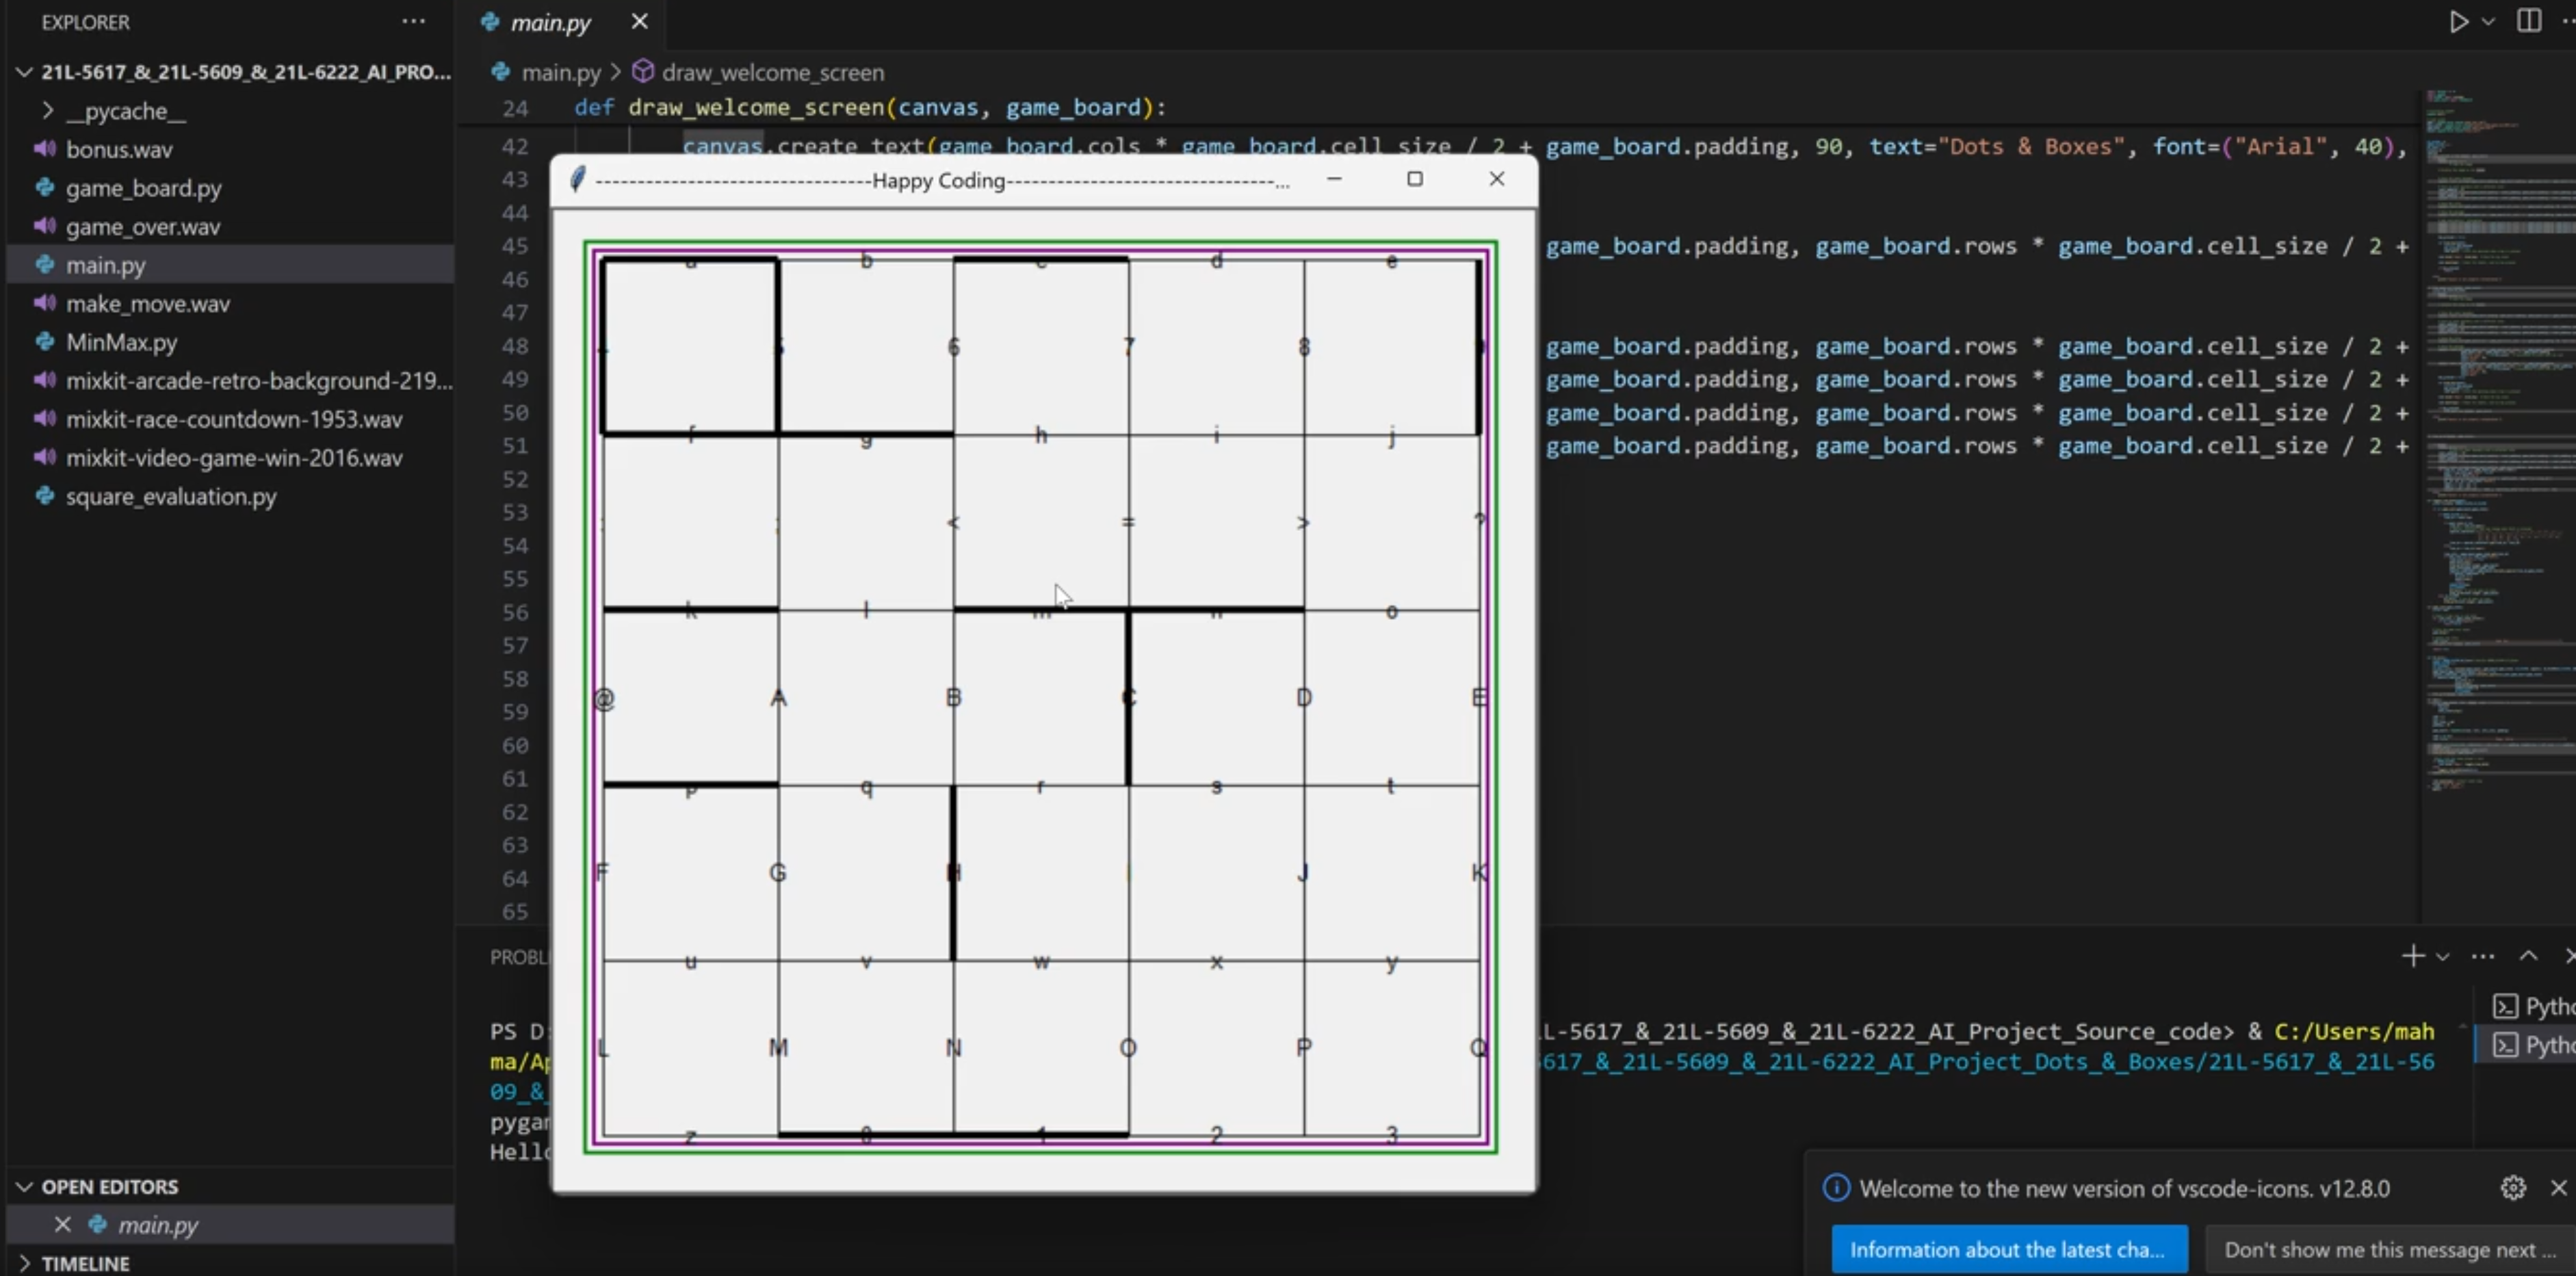 EXPLORER ...
21L-5617_&_21L-5609_&_21L-6222_AI_PRO...
__pycache__
bonus.wav
game_board.py
game_over.wav
main.py
make_move.wav
MinMax.py
mixkit-arcade-retro-background-219...
mixkit-race-countdown-1953.wav
mixkit-video-game-win-2016.wav
square_evaluation.py
OPEN EDITORS
main.py
TIMELINE
main.py
main.py > draw_welcome_screen
24 def draw_welcome_screen(canvas, game_board):
42 canvas.create_text(game_board.cols * game_board.cell_size / 2 + game_board.padding, 90, text="Dots & Boxes", font=("Arial", 40),
43
44
45 game_board.padding, game_board.rows * game_board.cell_size / 2 +
46
47
48 game_board.padding, game_board.rows * game_board.cell_size / 2 +
49 game_board.padding, game_board.rows * game_board.cell_size / 2 +
50 game_board.padding, game_board.rows * game_board.cell_size / 2 +
51 game_board.padding, game_board.rows * game_board.cell_size / 2 +
52
53
54
55
56
57
58
59
60
61
62
63
64
65
-------------------------------Happy Coding------------------------------...
a b c d e
6 7 8
f g h i j
< = > ?
k l m n o
@ A B C D E
p q r s t
F G H J K
u v w x y
L M N O P Q
z 0 1 2 3
PS D: L-5617_&_21L-5609_&_21L-6222_AI_Project_Source_code> & C:/Users/mah
ma/Ap 617_&_21L-5609_&_21L-6222_AI_Project_Dots_&_Boxes/21L-5617_&_21L-56
09_&_
pygam
Hello
PROBL
Pytho
Pytho
Welcome to the new version of vscode-icons. v12.8.0
Information about the latest cha...
Don't show me this message next ...